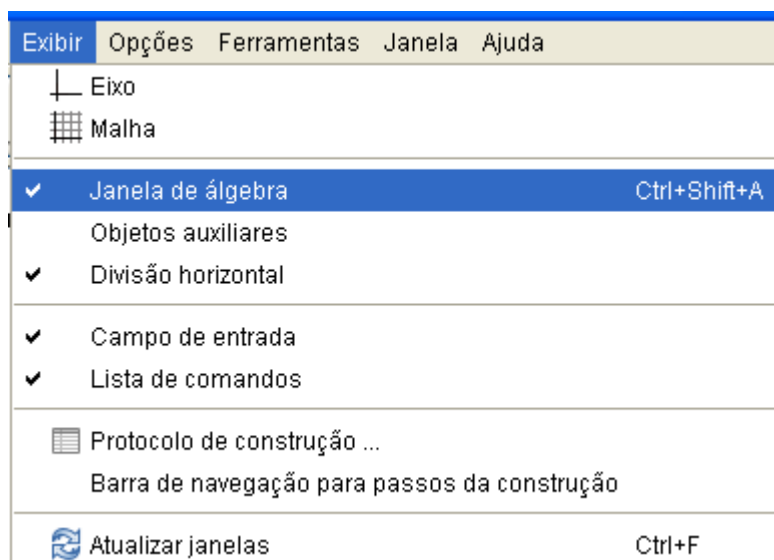 Exibir Opções Ferramentas Janela Ajuda
Eixo
Malha
Janela de álgebra Ctrl+Shift+A
Objetos auxiliares
Divisão horizontal
Campo de entrada
Lista de comandos
Protocolo de construção ...
Barra de navegação para passos da construção
Atualizar janelas Ctrl+F